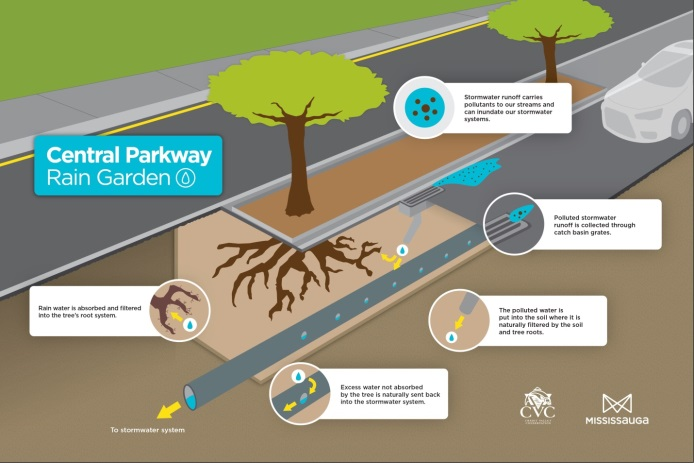 Stormwater runoff carries
pollutants to our streams and
can inundate our stormwater
systems.
Central Parkway
Rain Garden
Polluted stormwater
runoff is collected through
catch basin grates.
Rain water is absorbed and filtered
into the tree's root system.
The polluted water is
put into the soil where it is
naturally filtered by the soil
and tree roots.
Excess water not absorbed
by the tree is naturally sent back
into the stormwater system.
To stormwater system
CVC
MISSISSAUGA